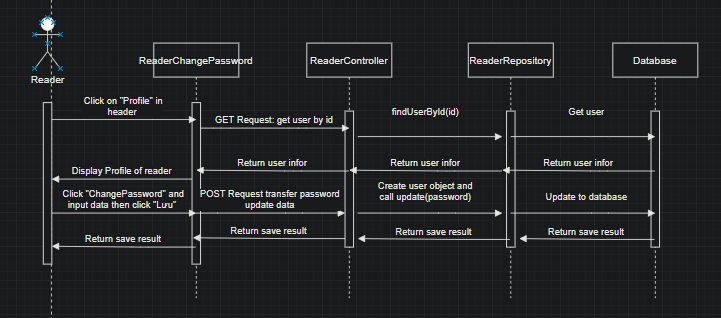 Reader
ReaderChangePassword
ReaderController
ReaderRepository
Database
Click on "Profile" in
header
GET Request: get user by id
findUserById(id)
Get user
Display Profile of reader
Return user infor
Return user infor
Return user infor
Click "ChangePassword" and
input data then click "Lưu"
POST Request transfer password
update data
Create user object and
call update(password)
Update to database
Return save result
Return save result
Return save result
Return save result